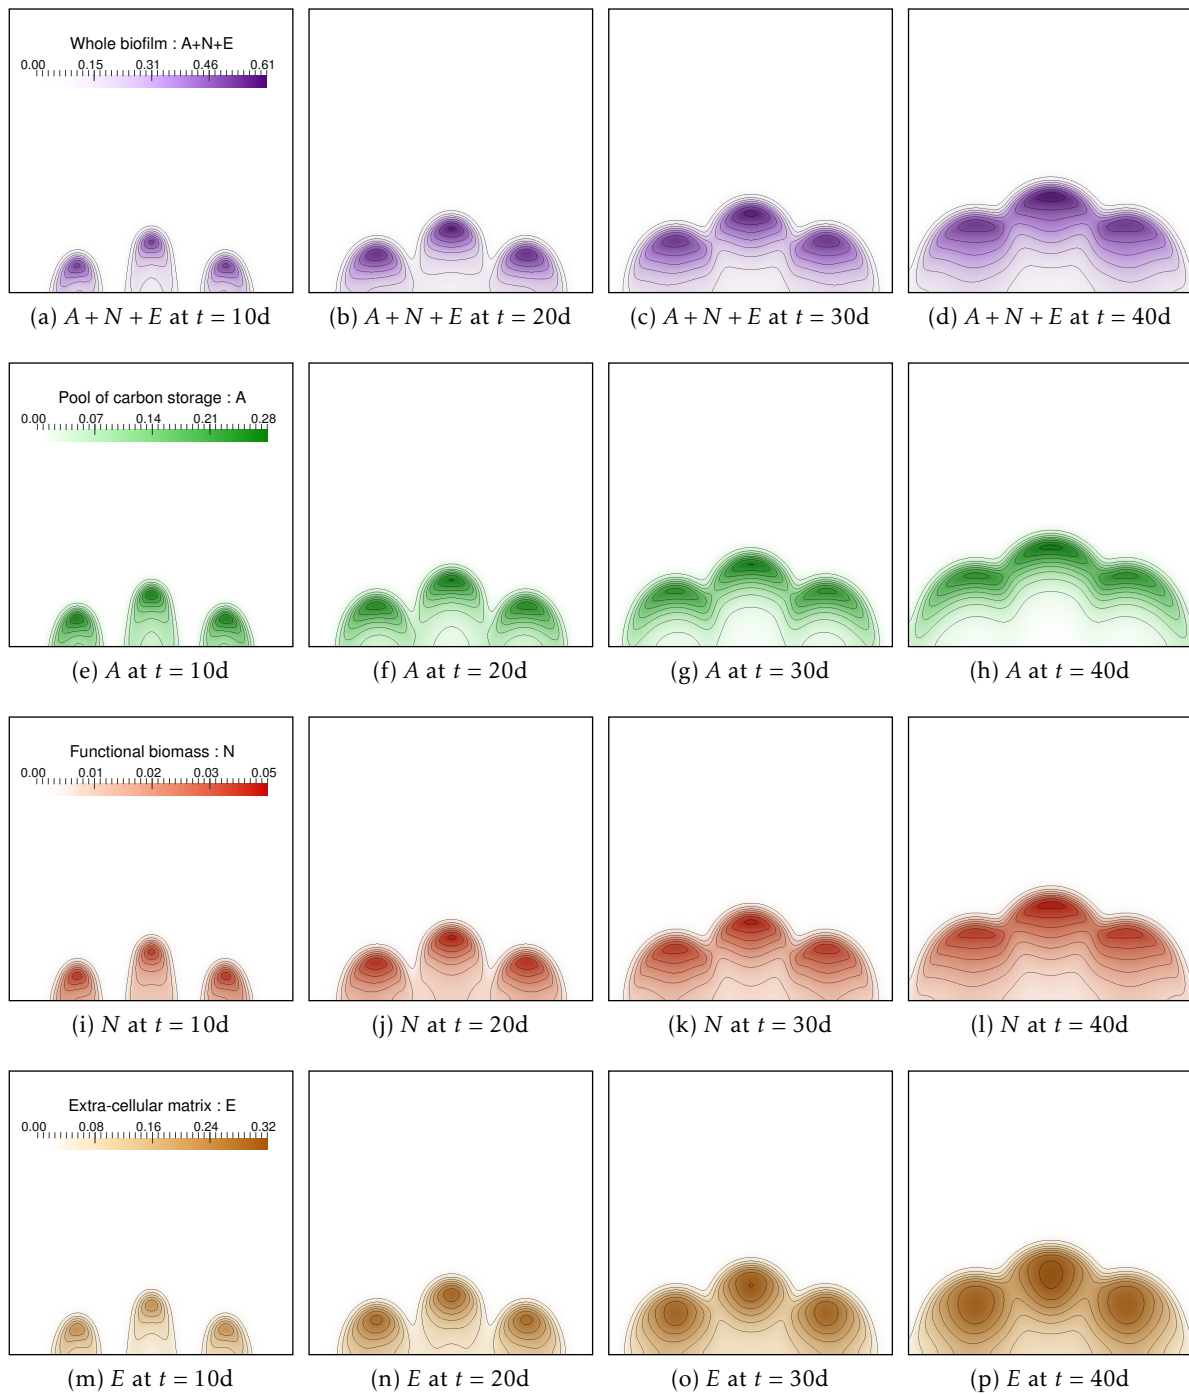 Whole biofilm : A+N+E
0.00 0.15 0.31 0.46 0.61
(a) A + N + E at t = 10d
(b) A + N + E at t = 20d
(c) A + N + E at t = 30d
(d) A + N + E at t = 40d
Pool of carbon storage : A
0.00 0.07 0.14 0.21 0.28
(e) A at t = 10d
(f) A at t = 20d
(g) A at t = 30d
(h) A at t = 40d
Functional biomass : N
0.00 0.01 0.02 0.03 0.05
(i) N at t = 10d
(j) N at t = 20d
(k) N at t = 30d
(l) N at t = 40d
Extra-cellular matrix : E
0.00 0.08 0.16 0.24 0.32
(m) E at t = 10d
(n) E at t = 20d
(o) E at t = 30d
(p) E at t = 40d